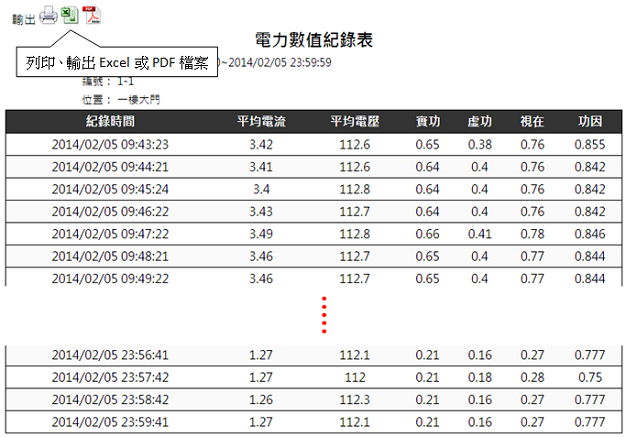 輸出
PDF
電力數值紀錄表
列印、輸出 Excel 或 PDF 檔案
0~2014/02/05 23:59:59
編號： 1-1
位置： 一樓大門
紀錄時間 平均電流 平均電壓 實功 虛功 視在 功因
2014/02/05 09:43:23 3.42 112.6 0.65 0.38 0.76 0.855
2014/02/05 09:44:21 3.41 112.6 0.64 0.4 0.76 0.842
2014/02/05 09:45:24 3.4 112.8 0.64 0.4 0.76 0.842
2014/02/05 09:46:22 3.43 112.7 0.64 0.4 0.76 0.842
2014/02/05 09:47:22 3.49 112.8 0.66 0.41 0.78 0.846
2014/02/05 09:48:21 3.46 112.7 0.65 0.4 0.77 0.844
2014/02/05 09:49:22 3.46 112.7 0.65 0.4 0.77 0.844
2014/02/05 23:56:41 1.27 112.1 0.21 0.16 0.27 0.777
2014/02/05 23:57:42 1.27 112 0.21 0.18 0.28 0.75
2014/02/05 23:58:42 1.26 112.3 0.21 0.16 0.27 0.777
2014/02/05 23:59:41 1.27 112.1 0.21 0.16 0.27 0.777